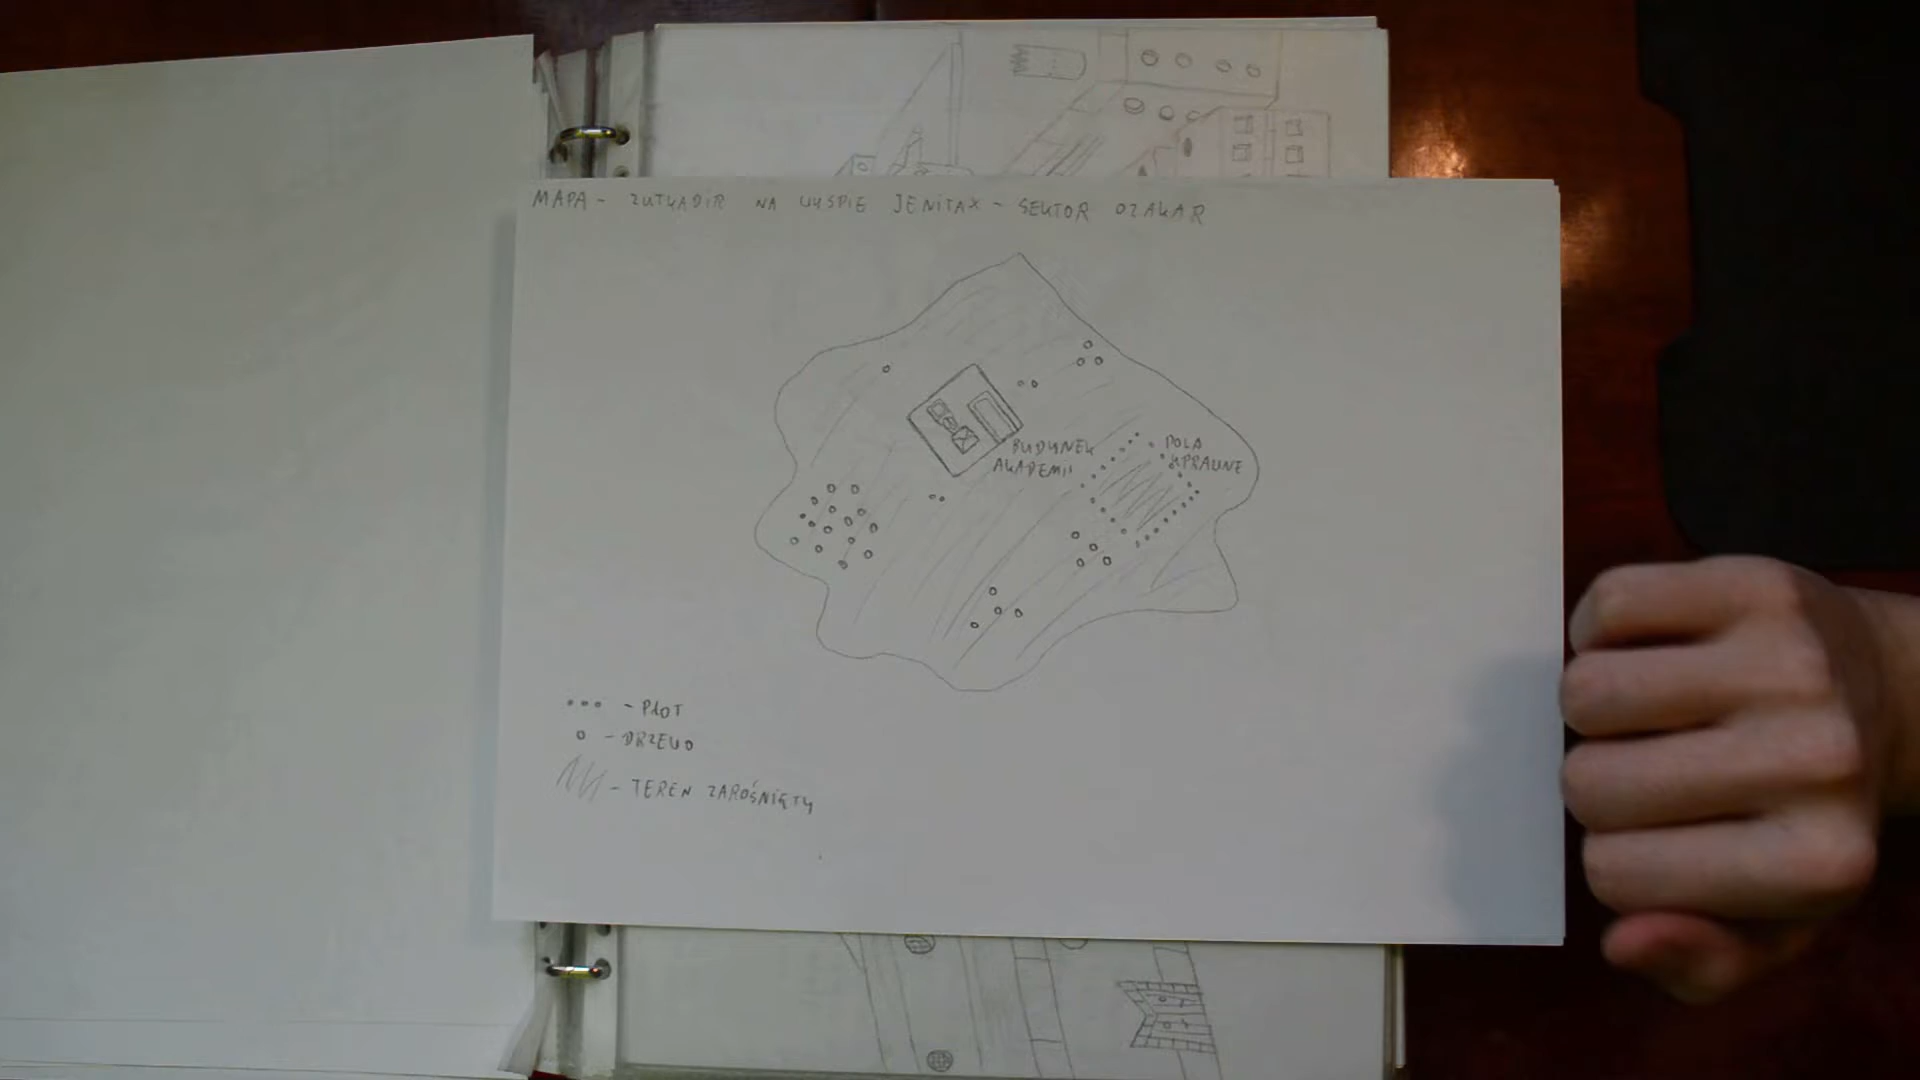 MAPA - ZUTKADIR NA WYSPIE JENITAX - SEKTOR OZAKAR
BUDYNEK
AKADEMII
POLA
UPRAWNE
- PŁOT
- DRZEWO
- TEREN ZAROŚNIĘTY